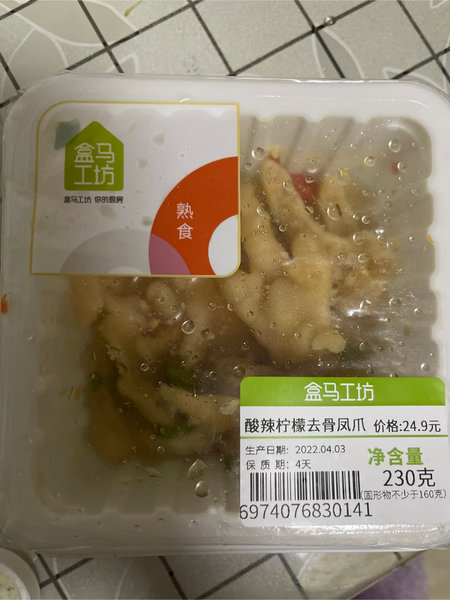 盒马
工坊
盒马工坊 你的厨房
熟
食
盒马工坊
酸辣柠檬去骨凤爪 价格:24.9元
生产日期: 2022.04.03
保 质 期: 4天
净含量
230克
(固形物不少于160克)
6974076830141